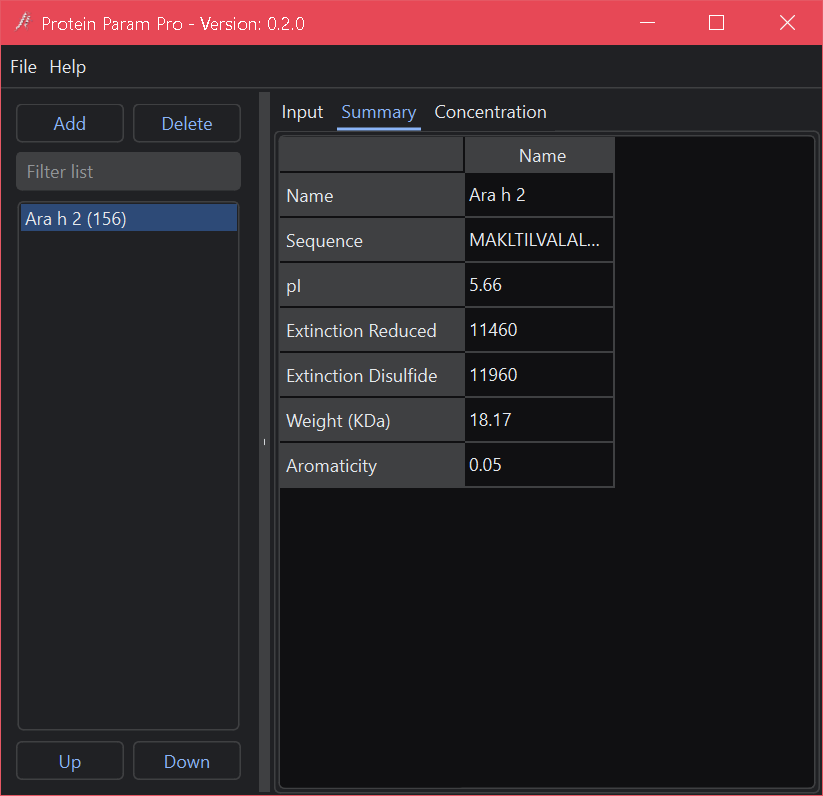 Protein Param Pro - Version: 0.2.0
File Help
Add Delete
Filter list
Ara h 2 (156)
Up Down
Input Summary Concentration
Name
Name Ara h 2
Sequence MAKLTILVALAL...
pI 5.66
Extinction Reduced 11460
Extinction Disulfide 11960
Weight (KDa) 18.17
Aromaticity 0.05